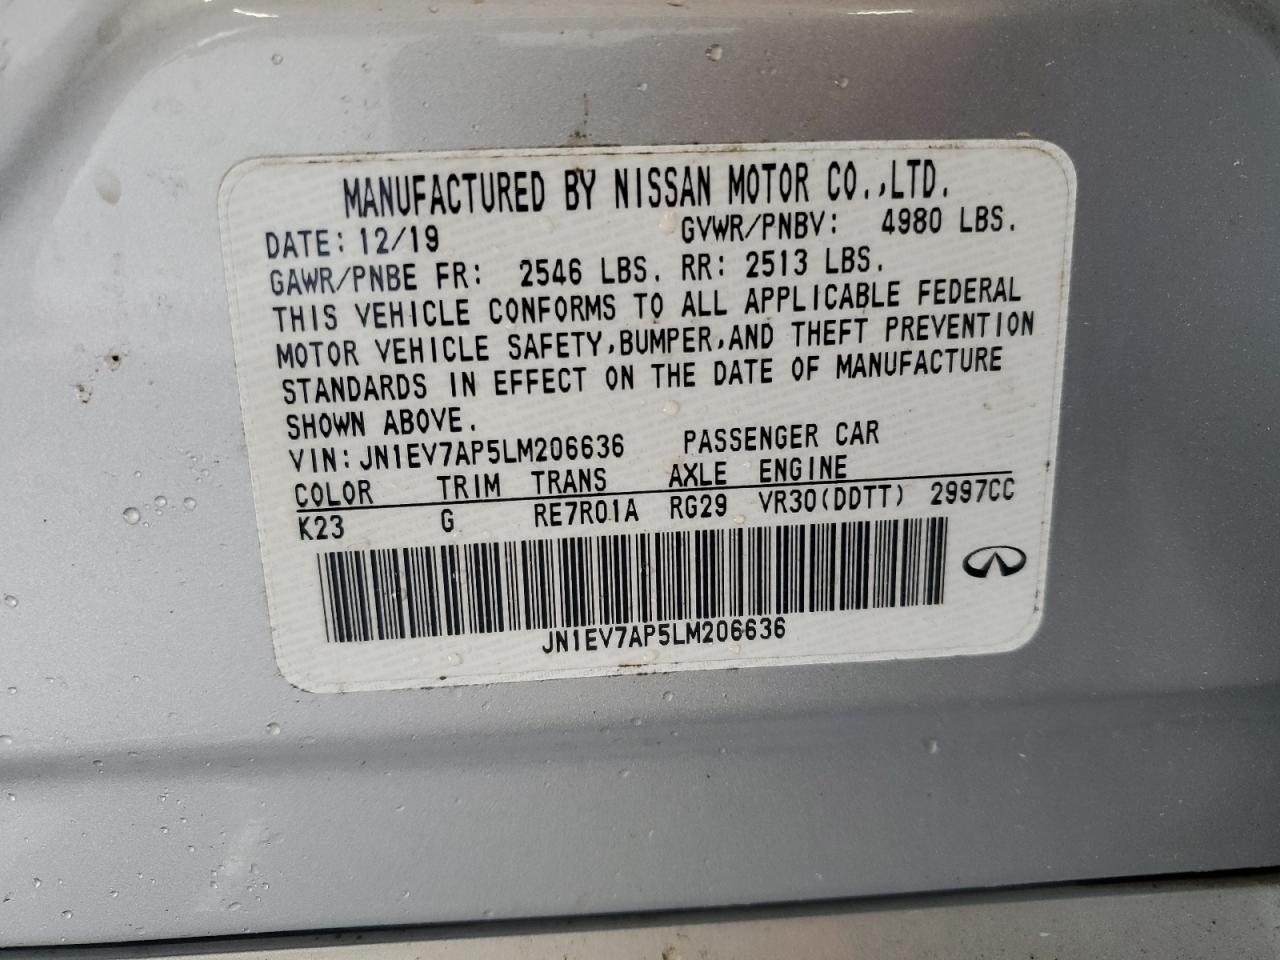 MANUFACTURED BY NISSAN MOTOR CO.,LTD.
DATE: 12/19 GVWR/PNBV: 4980 LBS.
GAWR/PNBE FR: 2546 LBS. RR: 2513 LBS.
THIS VEHICLE CONFORMS TO ALL APPLICABLE FEDERAL
MOTOR VEHICLE SAFETY,BUMPER,AND THEFT PREVENTION
STANDARDS IN EFFECT ON THE DATE OF MANUFACTURE
SHOWN ABOVE.
VIN: JN1EV7AP5LM206636 PASSENGER CAR
COLOR TRIM TRANS AXLE ENGINE
K23 G RE7R01A RG29 VR30(DDTT) 2997CC
JN1EV7AP5LM206636